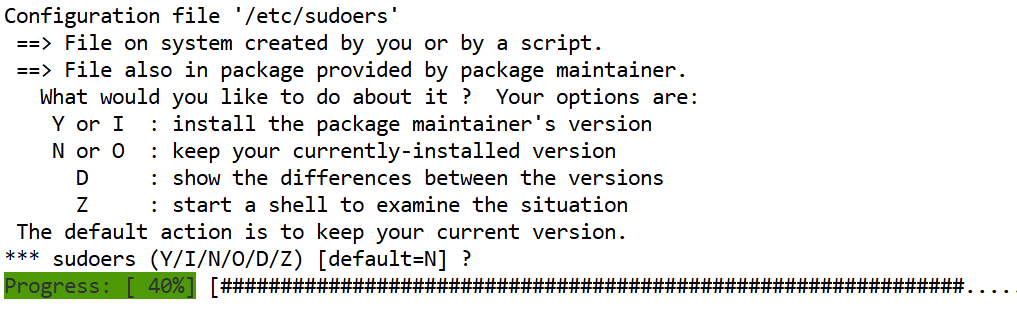 Configuration file '/etc/sudoers'
 ==> File on system created by you or by a script.
 ==> File also in package provided by package maintainer.
   What would you like to do about it ?  Your options are:
    Y or I  : install the package maintainer's version
    N or O  : keep your currently-installed version
      D     : show the differences between the versions
      Z     : start a shell to examine the situation
 The default action is to keep your current version.
*** sudoers (Y/I/N/O/D/Z) [default=N] ?
Progress: [ 40%] [##############################################################.....